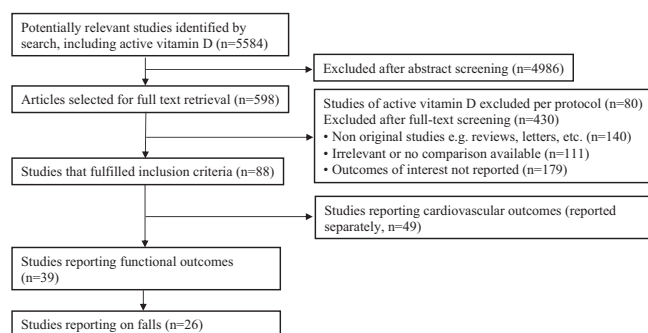 Potentially relevant studies identified by
search, including active vitamin D (n=5584)
Excluded after abstract screening (n=4986)
Articles selected for full text retrieval (n=598)
Studies of active vitamin D excluded per protocol (n=80)
Excluded after full-text screening (n=430)
• Non original studies e.g. reviews, letters, etc. (n=140)
• Irrelevant or no comparison available (n=111)
• Outcomes of interest not reported (n=179)
Studies that fulfilled inclusion criteria (n=88)
Studies reporting cardiovascular outcomes (reported
separately, n=49)
Studies reporting functional outcomes
(n=39)
Studies reporting on falls (n=26)